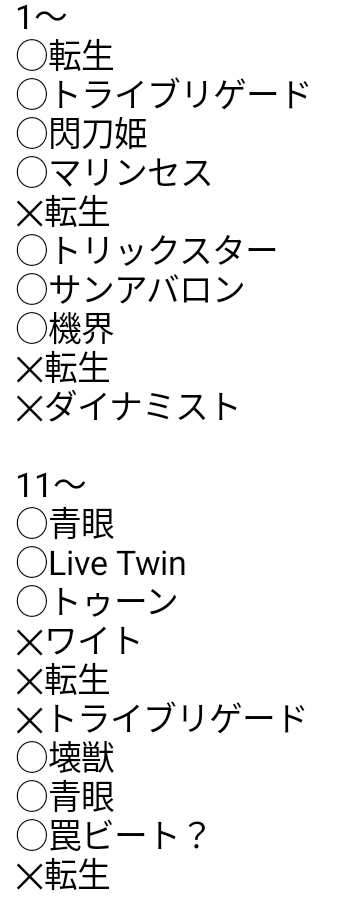 1〜
○転生
○トライブリゲード
○閃刀姫
○マリンセス
×転生
○トリックスター
○サンアバロン
○機界
×転生
×ダイナミスト
11〜
○青眼
○Live Twin
○トゥーン
×ワイト
×転生
×トライブリゲード
○壊獣
○青眼
○罠ビート？
×転生